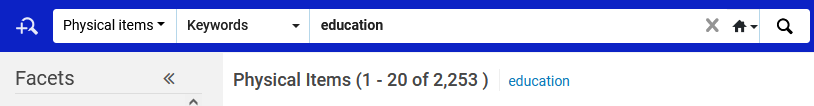 Physical items Keywords education
Facets Physical Items (1 - 20 of 2,253 ) education